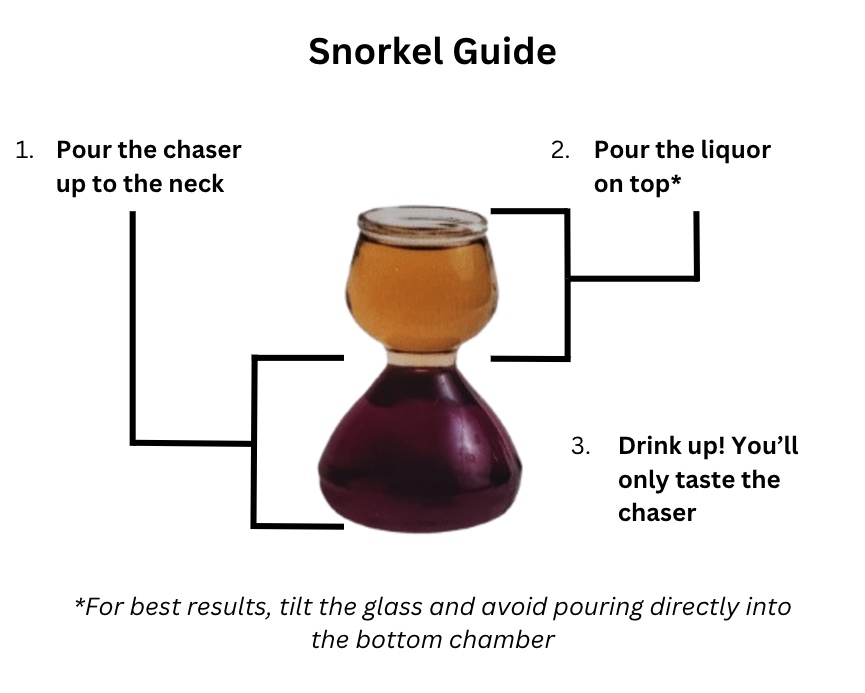 Snorkel Guide
1. Pour the chaser
up to the neck
2. Pour the liquor
on top*
3. Drink up! You’ll
only taste the
chaser
*For best results, tilt the glass and avoid pouring directly into
the bottom chamber